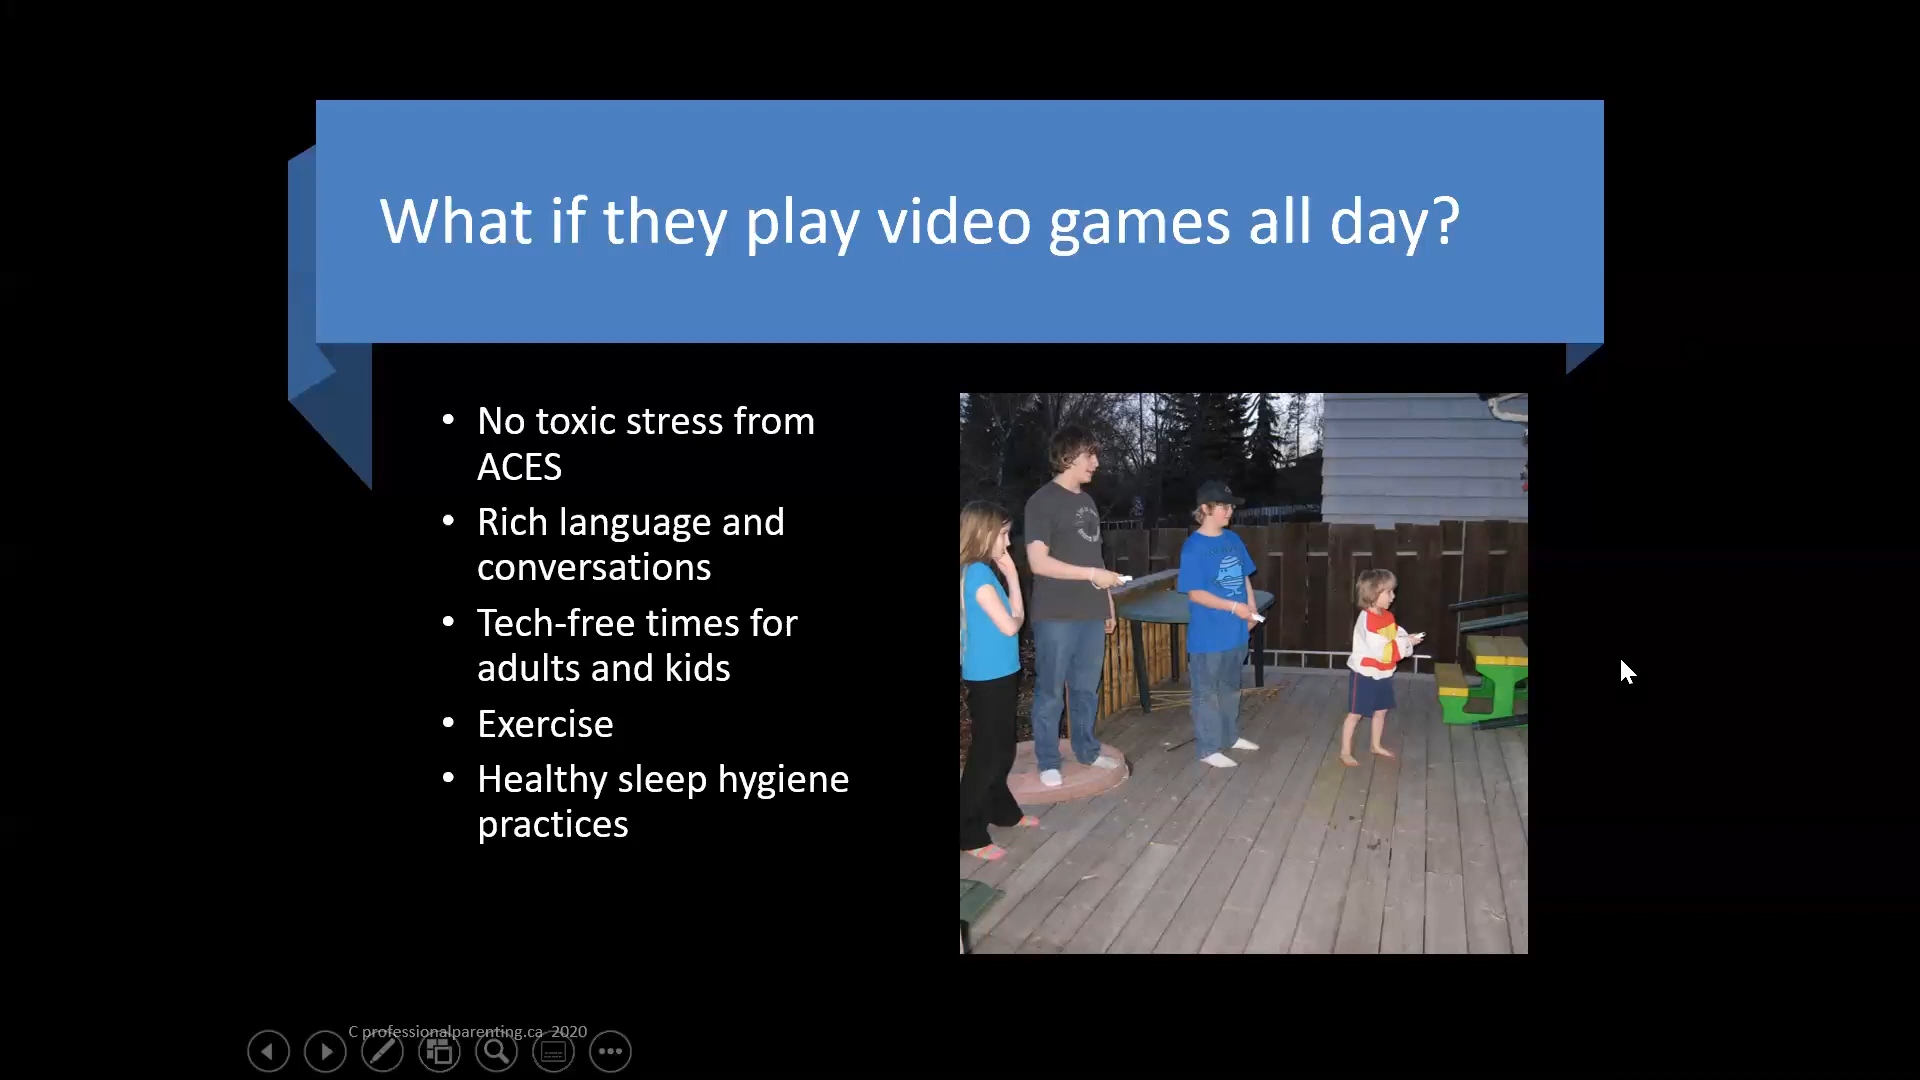 What if they play video games all day?
• No toxic stress from
ACES
• Rich language and
conversations
• Tech-free times for
adults and kids
• Exercise
• Healthy sleep hygiene
practices
C professionalparenting.ca 2020